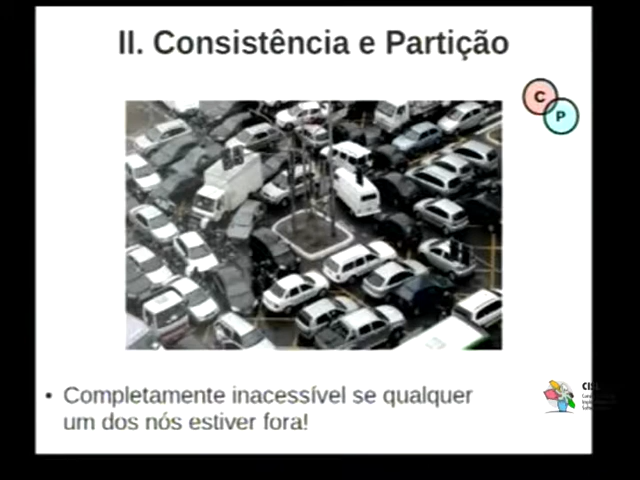 II. Consistência e Partição
C
P
• Completamente inacessível se qualquer
um dos nós estiver fora!